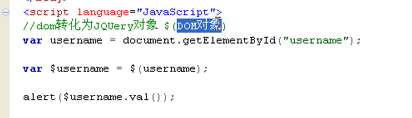 <script language="JavaScript">
//dom转化为JQUery对象 $(DOM对象)
var username = document.getElementById("username");
var $username = $(username);
alert($username.val());